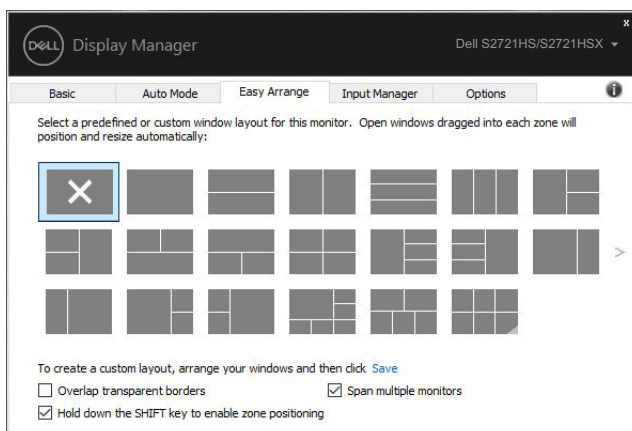 x
DELL Display Manager Dell S2721HS/S2721HSX
Basic Auto Mode Easy Arrange Input Manager Options i
Select a predefined or custom window layout for this monitor. Open windows dragged into each zone will
position and resize automatically:
>
To create a custom layout, arrange your windows and then click Save
Overlap transparent borders Span multiple monitors
Hold down the SHIFT key to enable zone positioning